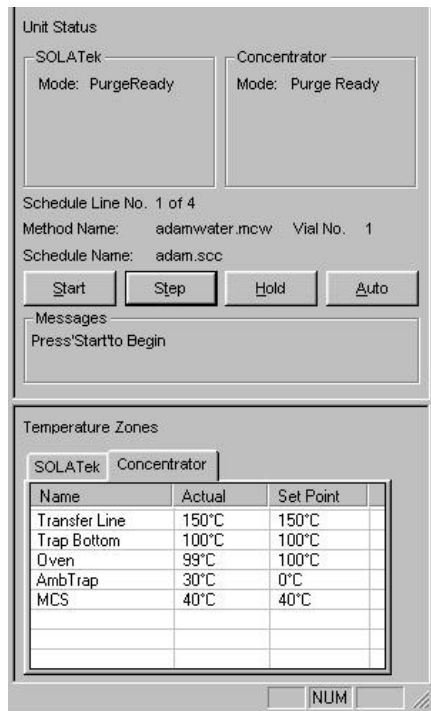 Unit Status
SOLATek
Mode: PurgeReady
Concentrator
Mode: Purge Ready
Schedule Line No. 1 of 4
Method Name: adamwater.mcw Vial No. 1
Schedule Name: adam.scc
Start Step Hold Auto
Messages
Press'Start'to Begin
Temperature Zones
SOLATek Concentrator
Name Actual Set Point
Transfer Line 150°C 150°C
Trap Bottom 100°C 100°C
Oven 99°C 100°C
AmbTrap 30°C 0°C
MCS 40°C 40°C
NUM